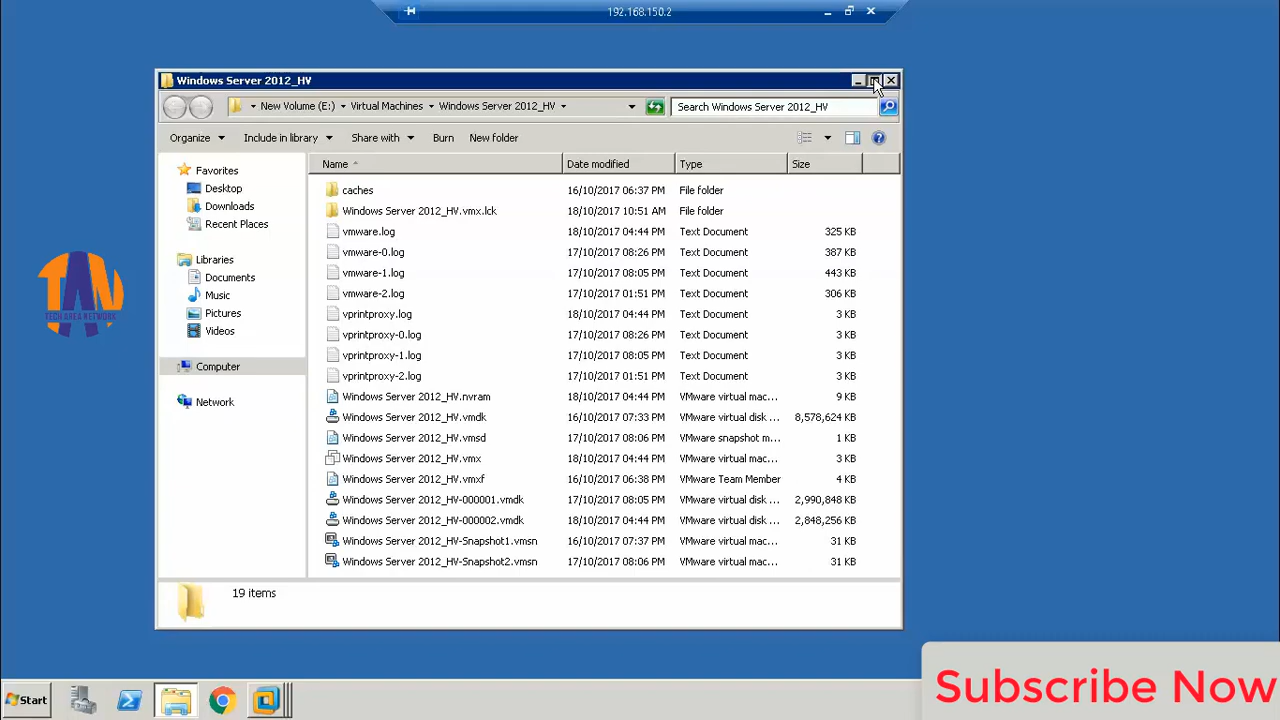 192.168.150.2
Windows Server 2012_HV
New Volume (E:) Virtual Machines Windows Server 2012_HV
Search Windows Server 2012_HV
Organize Include in library Share with Burn New folder
Favorites
Desktop
Downloads
Recent Places
Libraries
Documents
Music
Pictures
Videos
Computer
Network
Name Date modified Type Size
caches 16/10/2017 06:37 PM File folder
Windows Server 2012_HV.vmx.lck 18/10/2017 10:51 AM File folder
vmware.log 18/10/2017 04:44 PM Text Document 325 KB
vmware-0.log 17/10/2017 08:26 PM Text Document 387 KB
vmware-1.log 17/10/2017 08:05 PM Text Document 443 KB
vmware-2.log 17/10/2017 01:51 PM Text Document 306 KB
vprintproxy.log 18/10/2017 04:44 PM Text Document 3 KB
vprintproxy-0.log 17/10/2017 08:26 PM Text Document 3 KB
vprintproxy-1.log 17/10/2017 08:05 PM Text Document 3 KB
vprintproxy-2.log 17/10/2017 01:51 PM Text Document 3 KB
Windows Server 2012_HV.nvram 18/10/2017 04:44 PM VMware virtual mac... 9 KB
Windows Server 2012_HV.vmdk 16/10/2017 07:33 PM VMware virtual disk ... 8,578,624 KB
Windows Server 2012_HV.vmsd 17/10/2017 08:06 PM VMware snapshot m... 1 KB
Windows Server 2012_HV.vmx 18/10/2017 04:44 PM VMware virtual mac... 3 KB
Windows Server 2012_HV.vmxf 16/10/2017 06:38 PM VMware Team Member 4 KB
Windows Server 2012_HV-000001.vmdk 17/10/2017 08:05 PM VMware virtual disk ... 2,990,848 KB
Windows Server 2012_HV-000002.vmdk 18/10/2017 04:44 PM VMware virtual disk ... 2,848,256 KB
Windows Server 2012_HV-Snapshot1.vmsn 16/10/2017 07:37 PM VMware virtual mac... 31 KB
Windows Server 2012_HV-Snapshot2.vmsn 17/10/2017 08:06 PM VMware virtual mac... 31 KB
19 items
TAN
TECH AREA NETWORK
Start
Subscribe Now